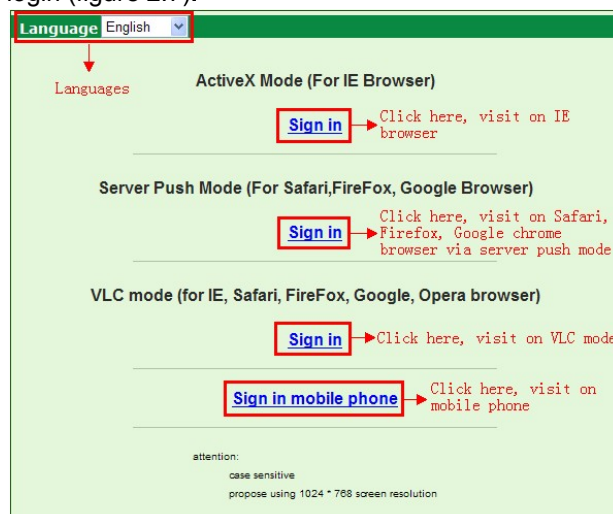 login (figure 2.7).
Language English
Languages
ActiveX Mode (For IE Browser)
Sign in
Click here, visit on IE
browser
Server Push Mode (For Safari,FireFox, Google Browser)
Sign in
Click here, visit on Safari,
Firefox, Google chrome
browser via server push mode
VLC mode (for IE, Safari, FireFox, Google, Opera browser)
Sign in
Click here, visit on VLC mode
Sign in mobile phone
Click here, visit on
mobile phone
attention:
case sensitive
propose using 1024 * 768 screen resolution